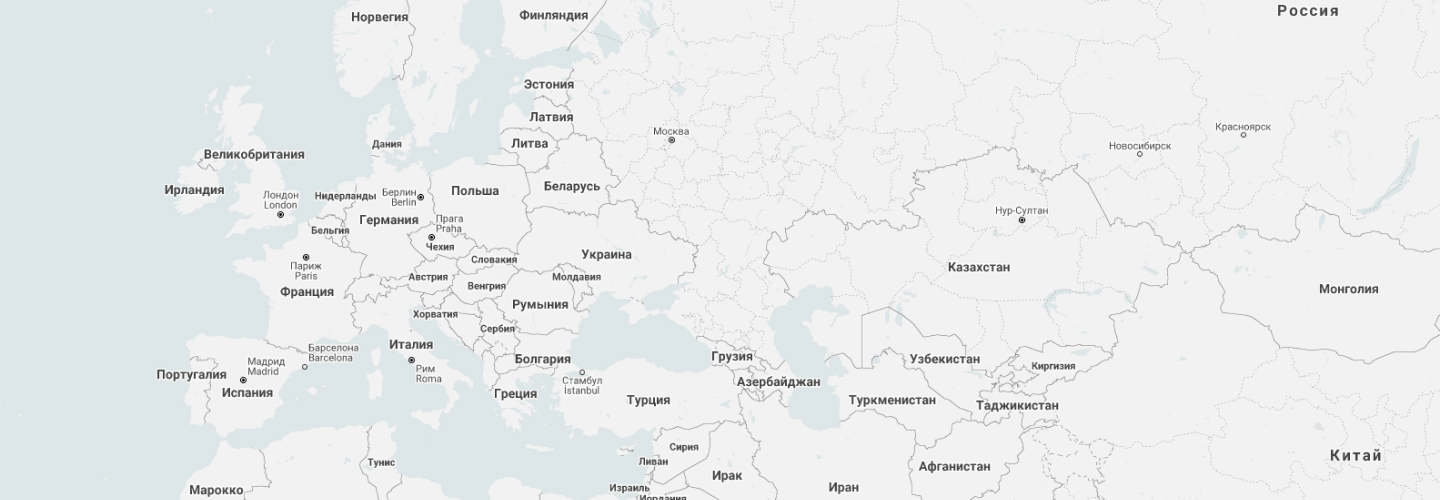 Россия
Норвегия
Финляндия
Эстония
Латвия
Москва
Красноярск
Дания
Литва
Новосибирск
Великобритания
Ирландия
Нидерланды
Берлин
Berlin
Польша
Беларусь
Лондон
London
Германия
Прага
Praha
Нур-Султан
Бельгия
Чехия
Украина
Словакия
Париж
Paris
Австрия
Молдавия
Казахстан
Франция
Венгрия
Монголия
Румыния
Хорватия
Сербия
Италия
Барселона
Barcelona
Болгария
Грузия
Узбекистан
Киргизия
Португалия
Мадрид
Madrid
Рим
Roma
Стамбул
İstanbul
Азербайджан
Испания
Греция
Турция
Туркменистан
Таджикистан
Сирия
Китай
Тунис
Ливан
Афганистан
Ирак
Марокко
Израиль
Иран
Иордания